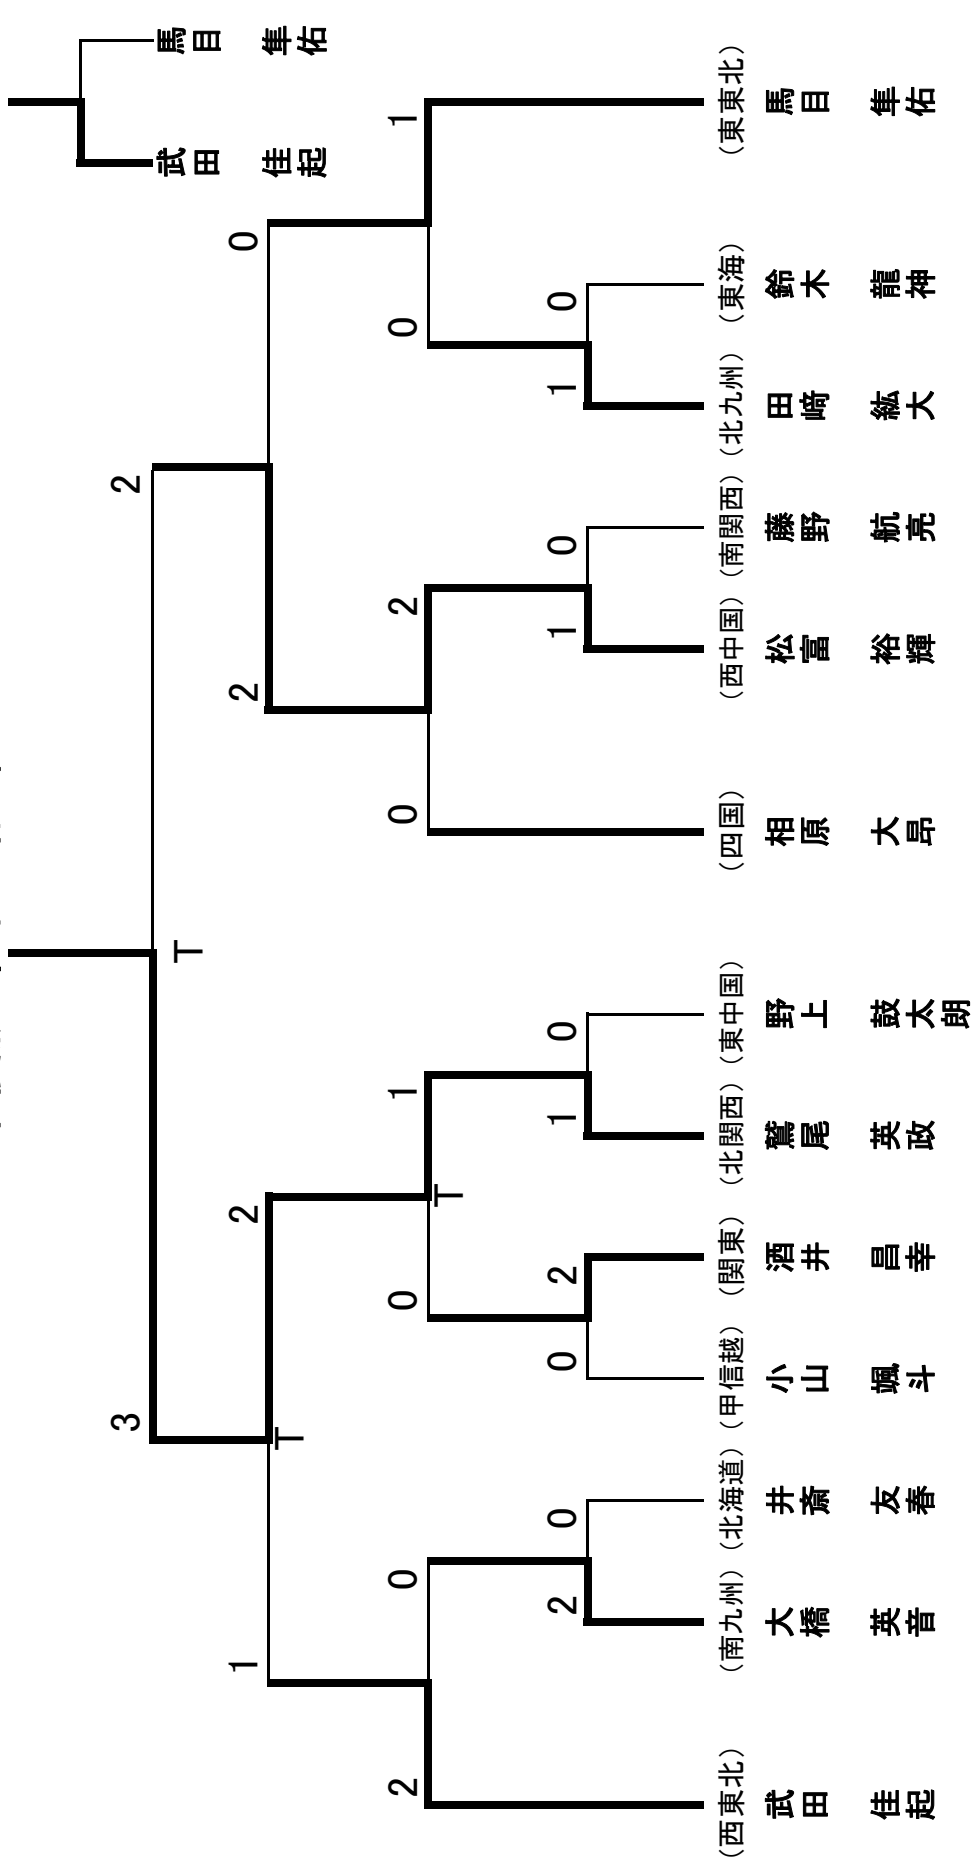 馬目 隼佑
武田 佳起
1
0
0
0
1
2
0
1
2
2
0
T
0
1
1
T
2
0
2
0
3
T
0
0
2
1
2
(東東北) 馬目 隼佑
(東海) 鈴木 龍神
(北九州) 田﨑 紘大
(南関西) 藤野 航亮
(西中国) 松富 裕輝
(四国) 相原 大昂
(東中国) 野上 鼓太朗
(北関西) 鷲尾 英政
(関東) 酒井 昌幸
(甲信越) 小山 颯斗
(北海道) 井斎 友春
(南九州) 大橋 英音
(西東北) 武田 佳起